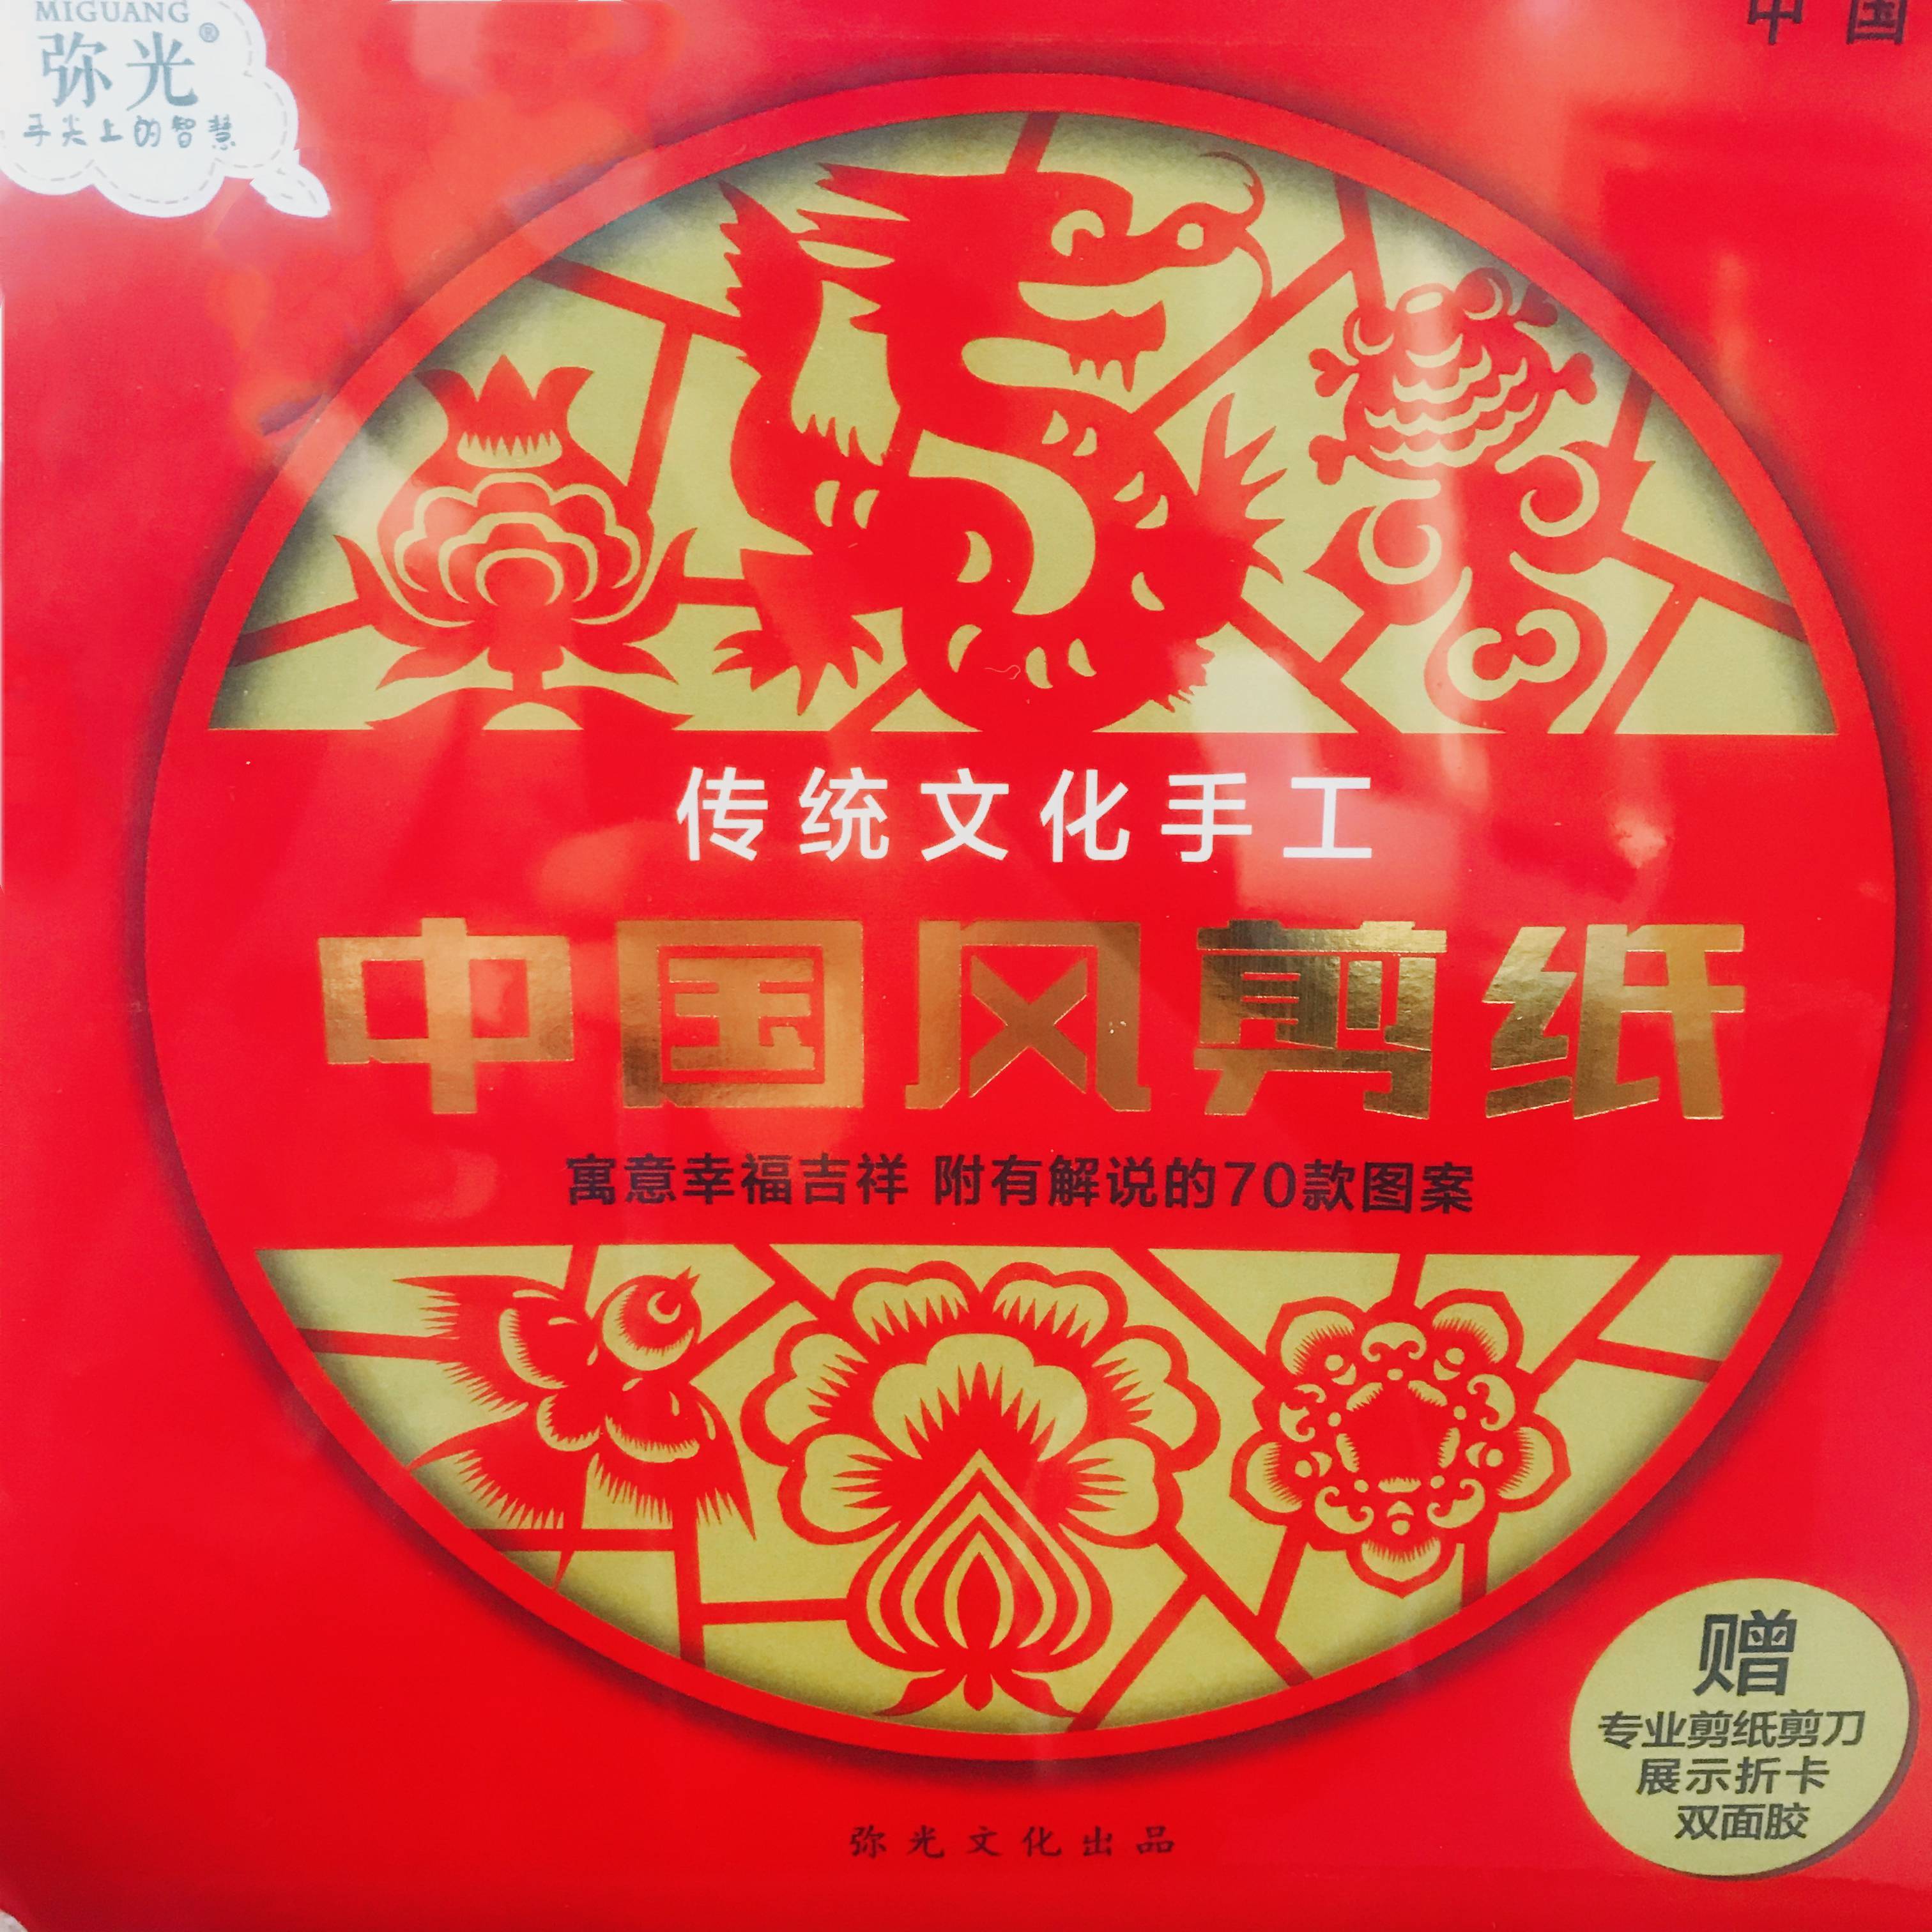 MIGUANG
弥光®
手尖上的智慧
中国
传统文化手工
中国风剪纸
寓意幸福吉祥 附有解说的70款图案
赠
专业剪纸剪刀
展示折卡
双面胶
弥光文化出品